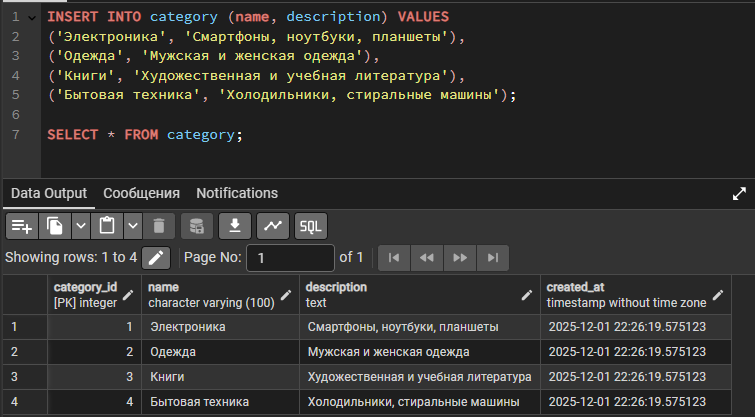 1 INSERT INTO category (name, description) VALUES
2 ('Электроника', 'Смартфоны, ноутбуки, планшеты'),
3 ('Одежда', 'Мужская и женская одежда'),
4 ('Книги', 'Художественная и учебная литература'),
5 ('Бытовая техника', 'Холодильники, стиральные машины');
6
7 SELECT * FROM category;
Data Output Сообщения Notifications
SQL
Showing rows: 1 to 4 Page No: 1 of 1
category_id name description created_at
[PK] integer character varying (100) text timestamp without time zone
1 1 Электроника Смартфоны, ноутбуки, планшеты 2025-12-01 22:26:19.575123
2 2 Одежда Мужская и женская одежда 2025-12-01 22:26:19.575123
3 3 Книги Художественная и учебная литература 2025-12-01 22:26:19.575123
4 4 Бытовая техника Холодильники, стиральные машины 2025-12-01 22:26:19.575123